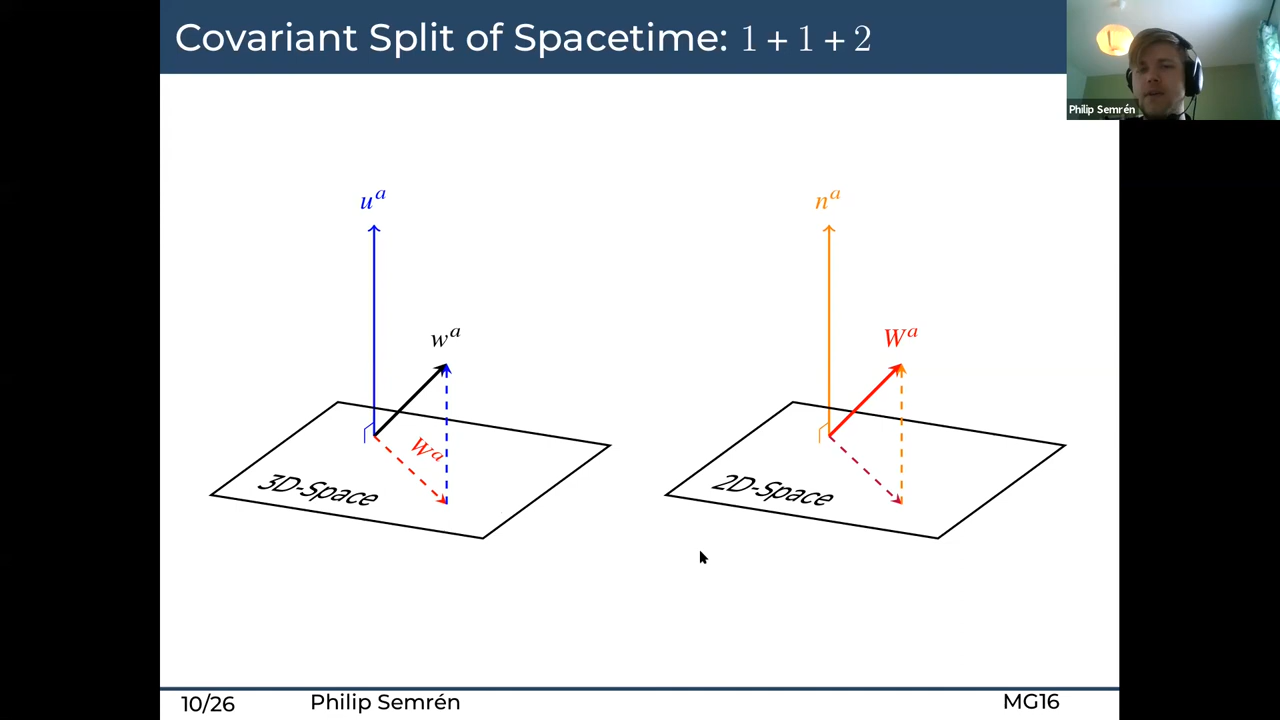 Covariant Split of Spacetime: 1 + 1 + 2
Philip Semrén
u^a
n^a
w^a
W^a
W^a
3D-Space
2D-Space
10/26
Philip Semrén
MG16